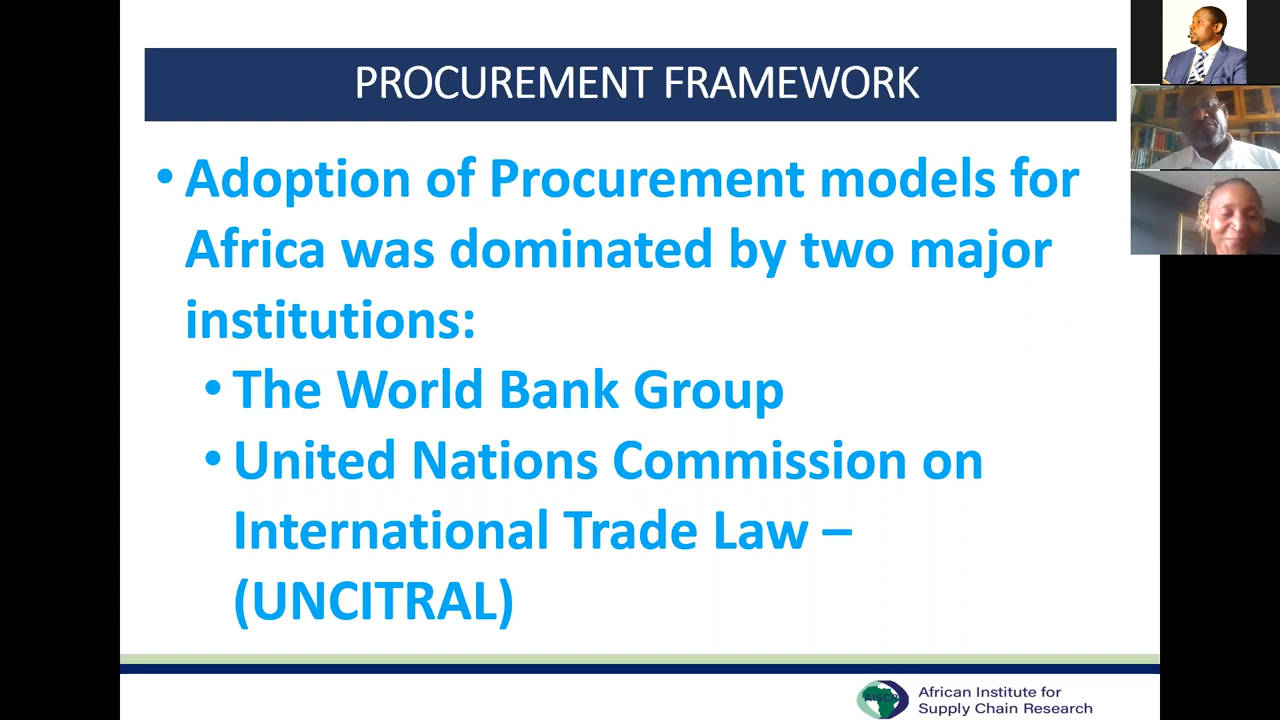 PROCUREMENT FRAMEWORK
• Adoption of Procurement models for
Africa was dominated by two major
institutions:
• The World Bank Group
• United Nations Commission on
International Trade Law –
(UNCITRAL)
AISCR
African Institute for
Supply Chain Research